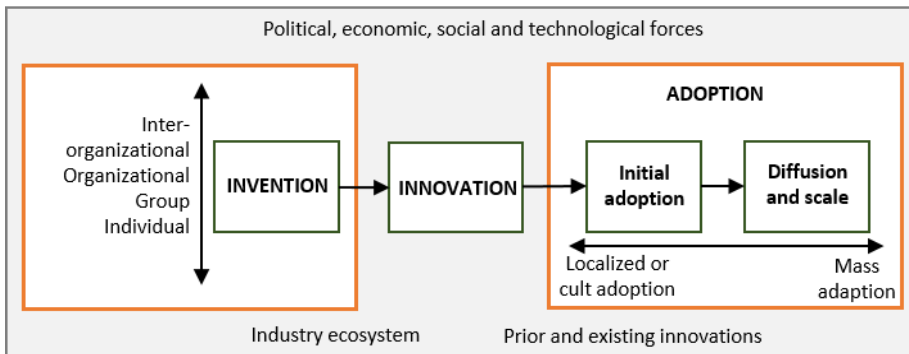 Political, economic, social and technological forces
Inter-
organizational
Organizational
Group
Individual
INVENTION
INNOVATION
ADOPTION
Initial
adoption
Diffusion
and scale
Localized or
cult adoption
Mass
adaption
Industry ecosystem
Prior and existing innovations